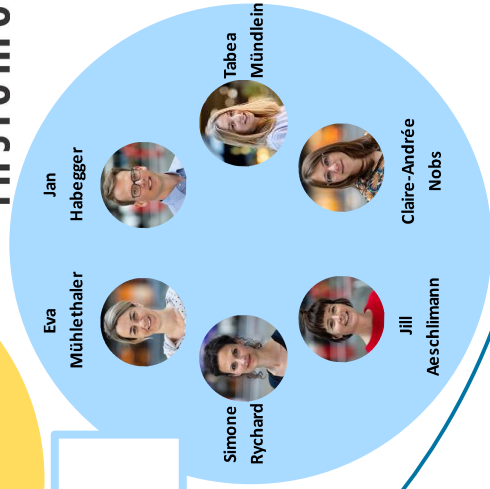 Eva
Mühlethaler
Jan
Habegger
Simone
Rychard
Tabea
Mündlein
Jill
Aeschlimann
Claire-Andrée
Nobs